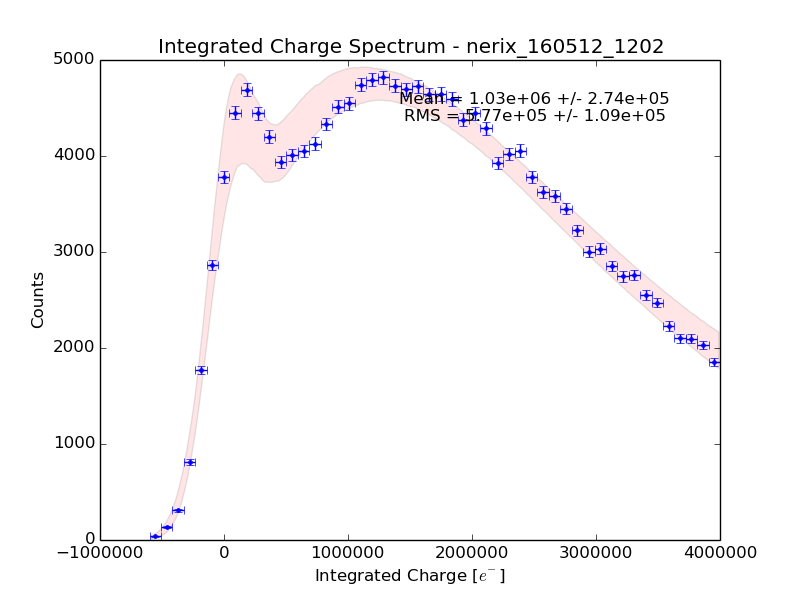 Integrated Charge Spectrum - nerix_160512_1202
5000
Mean = 1.03e+06 +/- 2.74e+05
RMS = 5.77e+05 +/- 1.09e+05
4000
3000
Counts
2000
1000
0
−1000000 0 1000000 2000000 3000000 4000000
Integrated Charge [e⁻]